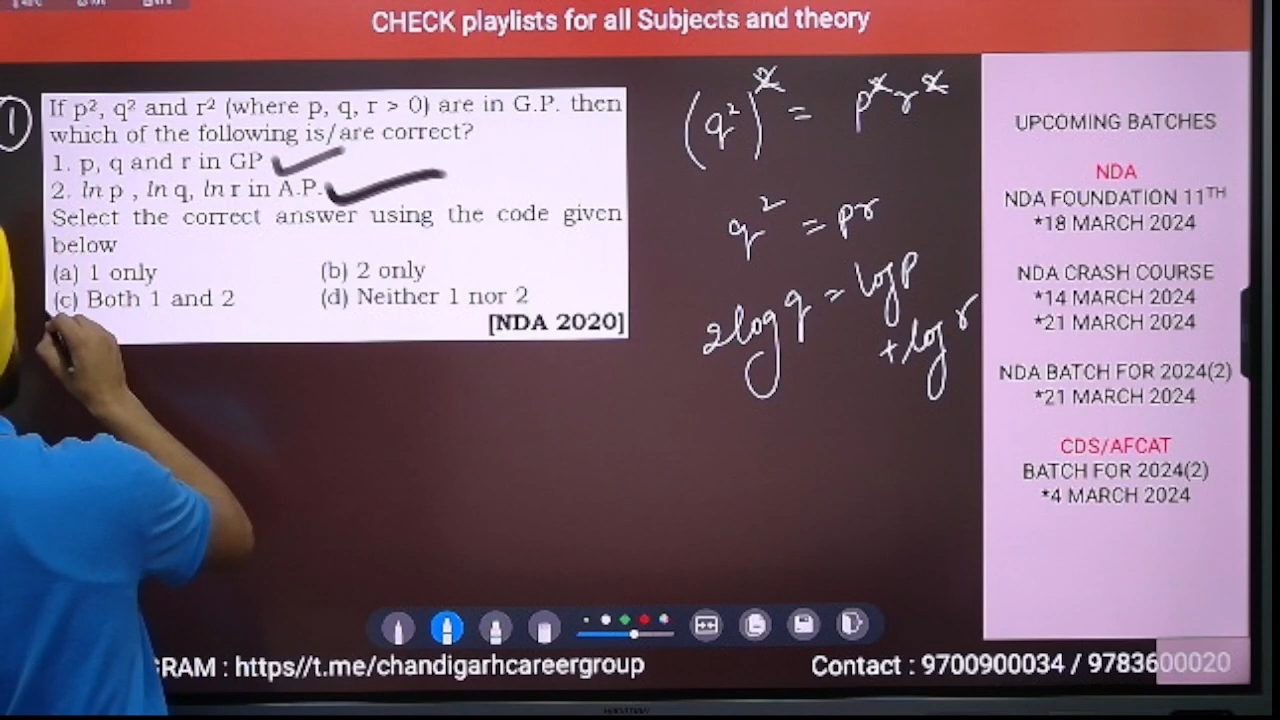 CHECK playlists for all Subjects and theory
1
If p², q² and r² (where p, q, r > 0) are in G.P. then
which of the following is/are correct?
1. p, q and r in GP
2. ln p , ln q, ln r in A.P.
Select the correct answer using the code given
below
(a) 1 only (b) 2 only
(c) Both 1 and 2 (d) Neither 1 nor 2
[NDA 2020]
(q²)² = p²r²
q² = pr
2log q = log p
+ log r
UPCOMING BATCHES
NDA
NDA FOUNDATION 11TH
*18 MARCH 2024
NDA CRASH COURSE
*14 MARCH 2024
*21 MARCH 2024
NDA BATCH FOR 2024(2)
*21 MARCH 2024
CDS/AFCAT
BATCH FOR 2024(2)
*4 MARCH 2024
GRAM : https//t.me/chandigarhcareergroup
Contact : 9700900034 / 9783600020